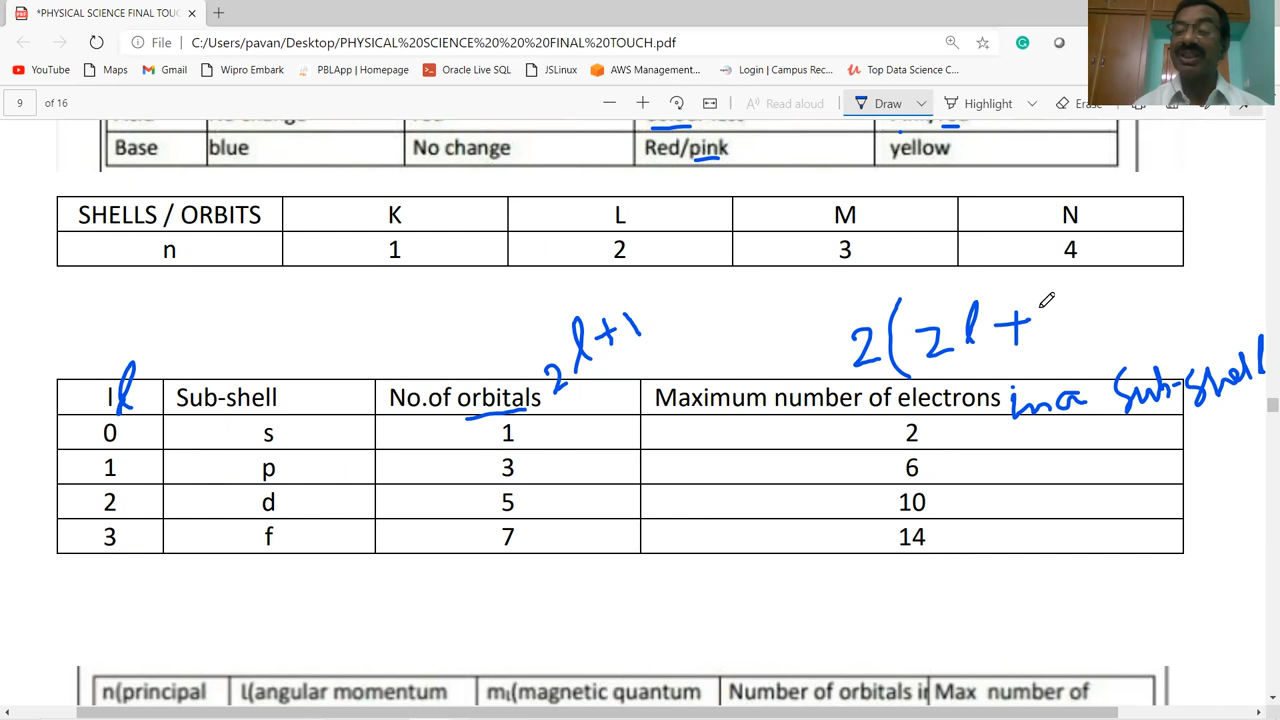 *PHYSICAL SCIENCE FINAL TOUC
File C:/Users/pavan/Desktop/PHYSICAL%20SCIENCE%20%20%20FINAL%20TOUCH.pdf
YouTube Maps Gmail Wipro Embark PBLApp | Homepage Oracle Live SQL JSLinux AWS Management... Login | Campus Rec... Top Data Science C...
9 of 16 Read aloud Draw Highlight Erase
Base blue No change Red/pink yellow
SHELLS / ORBITS K L M N
n 1 2 3 4
2l+1 2(2l+
l l Sub-shell No.of orbitals Maximum number of electrons in a Sub-shell
0 s 1 2
1 p 3 6
2 d 5 10
3 f 7 14
n(principal l(angular momentum ml(magnetic quantum Number of orbitals in Max number of